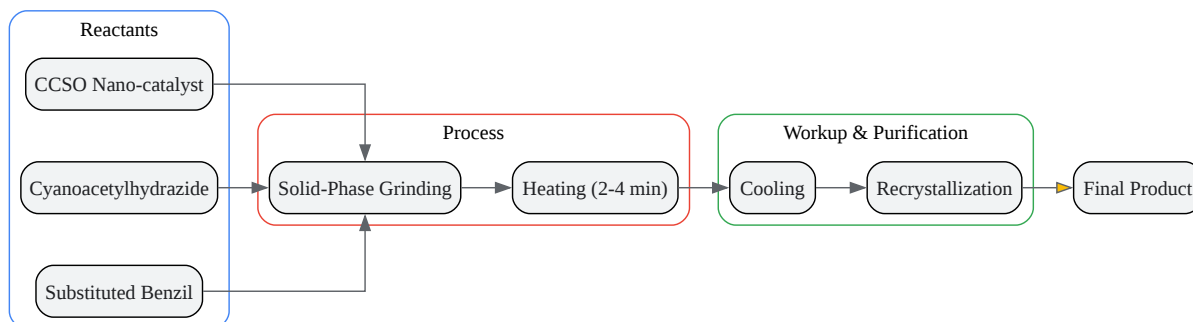 Reactants
CCSO Nano-catalyst
Cyanoacetylhydrazide
Substituted Benzil
Process
Solid-Phase Grinding
Heating (2-4 min)
Workup & Purification
Cooling
Recrystallization
Final Product